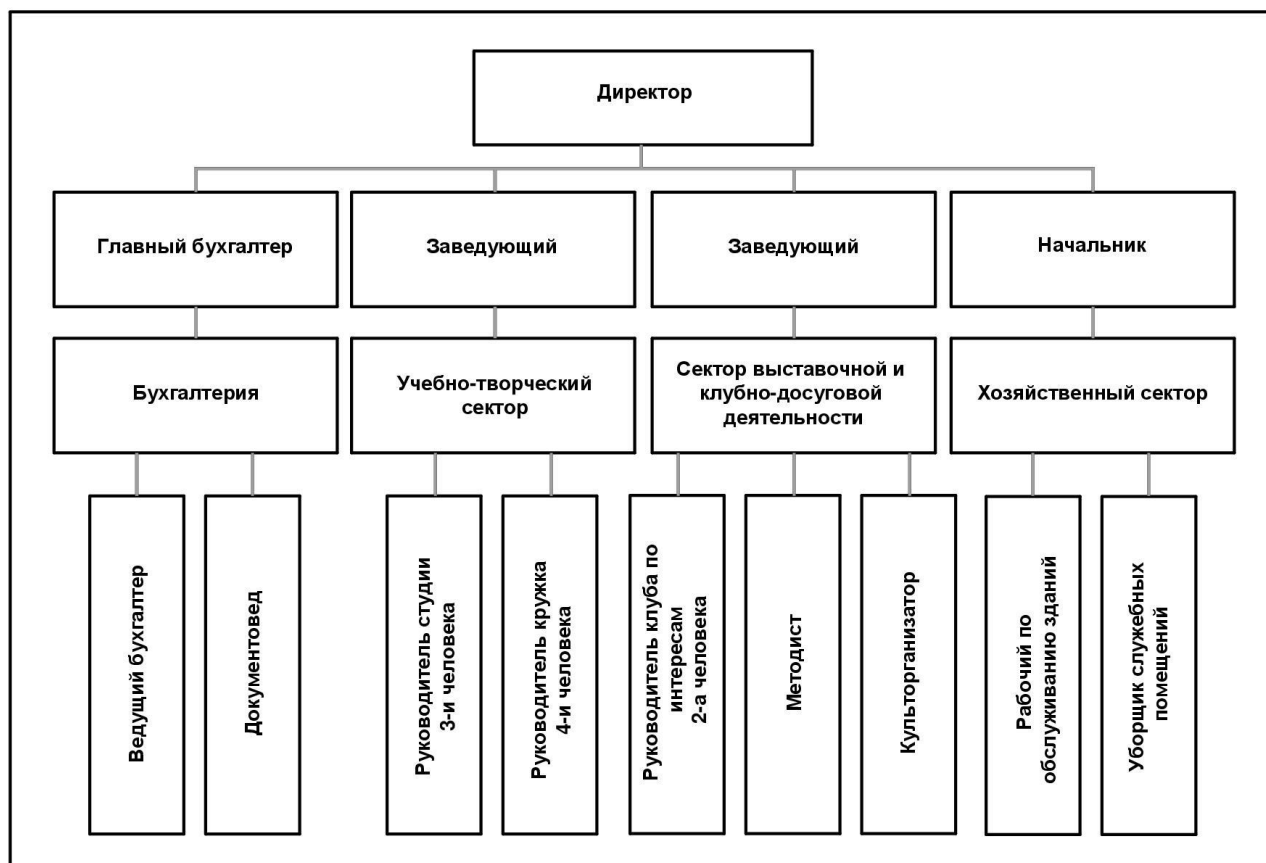 Директор
Главный бухгалтер
Заведующий
Заведующий
Начальник
Бухгалтерия
Учебно-творческий
сектор
Сектор выставочной и
клубно-досуговой
деятельности
Хозяйственный сектор
Ведущий бухгалтер
Документовед
Руководитель студии
3-и человека
Руководитель кружка
4-и человека
Руководитель клуба по
интересам
2-а человека
Методист
Культорганизатор
Рабочий по
обслуживанию зданий
Уборщик служебных
помещений